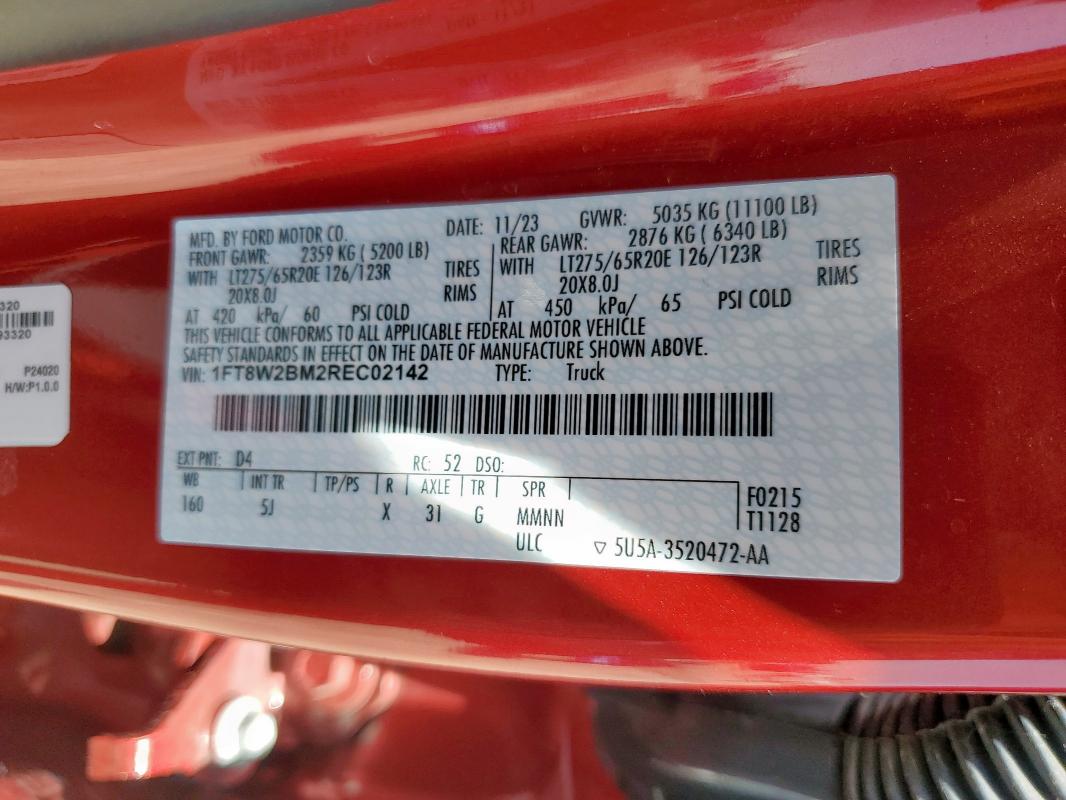 MFD. BY FORD MOTOR CO. DATE: 11/23 GVWR: 5035 KG (11100 LB)
FRONT GAWR: 2359 KG ( 5200 LB) REAR GAWR: 2876 KG ( 6340 LB)
WITH LT275/65R20E 126/123R TIRES WITH LT275/65R20E 126/123R TIRES
20X8.0J RIMS 20X8.0J RIMS
AT 420 kPa/ 60 PSI COLD AT 450 kPa/ 65 PSI COLD
THIS VEHICLE CONFORMS TO ALL APPLICABLE FEDERAL MOTOR VEHICLE
SAFETY STANDARDS IN EFFECT ON THE DATE OF MANUFACTURE SHOWN ABOVE.
VIN: 1FT8W2BM2REC02142 TYPE: Truck
EXT PNT: D4 RC: 52 DSO:
WB INT TR TP/PS R AXLE TR SPR
160 5J X 31 G MMNN
ULC
F0215
T1128
5U5A-3520472-AA
320
93320
P24020
H/W:P1.0.0